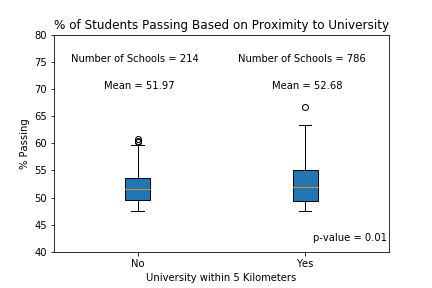 % of Students Passing Based on Proximity to University
80
75
70
65
60
55
50
45
40
% Passing
Number of Schools = 214
Number of Schools = 786
Mean = 51.97
Mean = 52.68
p-value = 0.01
No
Yes
University within 5 Kilometers